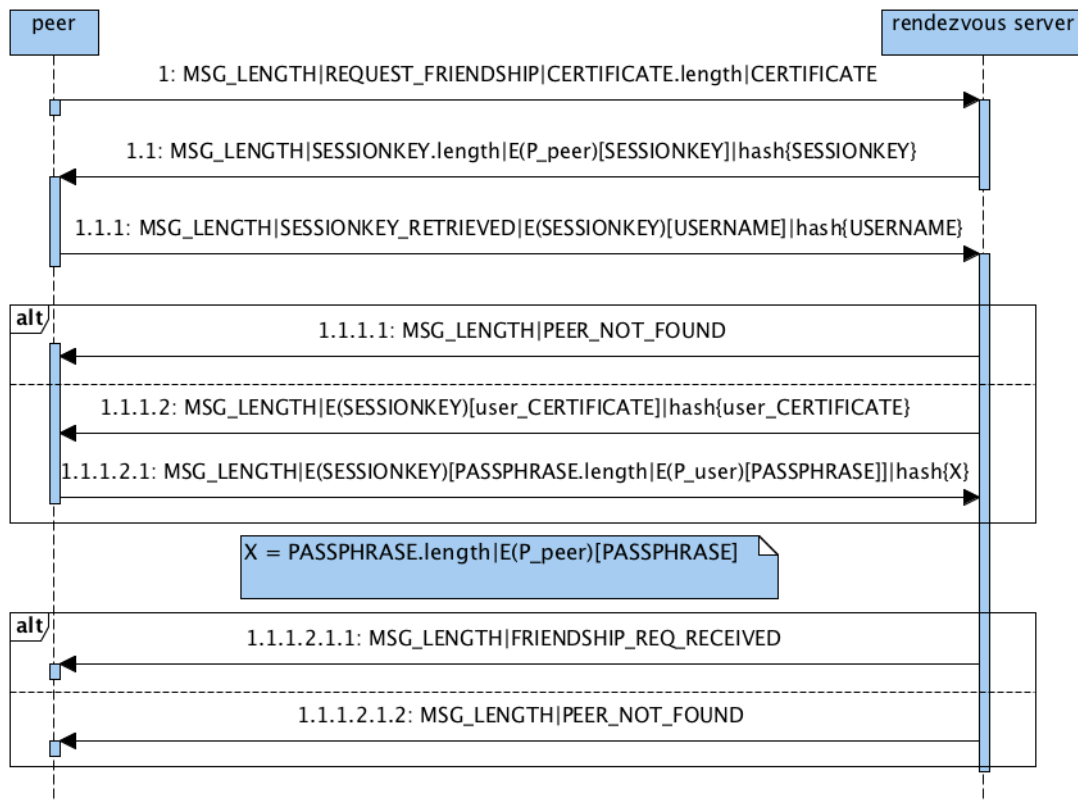 peer
rendezvous server
1: MSG_LENGTH|REQUEST_FRIENDSHIP|CERTIFICATE.length|CERTIFICATE
1.1: MSG_LENGTH|SESSIONKEY.length|E(P_peer)[SESSIONKEY]|hash{SESSIONKEY}
1.1.1: MSG_LENGTH|SESSIONKEY_RETRIEVED|E(SESSIONKEY)[USERNAME]|hash{USERNAME}
alt
1.1.1.1: MSG_LENGTH|PEER_NOT_FOUND
1.1.1.2: MSG_LENGTH|E(SESSIONKEY)[user_CERTIFICATE]|hash{user_CERTIFICATE}
1.1.1.2.1: MSG_LENGTH|E(SESSIONKEY)[PASSPHRASE.length|E(P_user)[PASSPHRASE]]|hash{X}
X = PASSPHRASE.length|E(P_peer)[PASSPHRASE]
alt
1.1.1.2.1.1: MSG_LENGTH|FRIENDSHIP_REQ_RECEIVED
1.1.1.2.1.2: MSG_LENGTH|PEER_NOT_FOUND